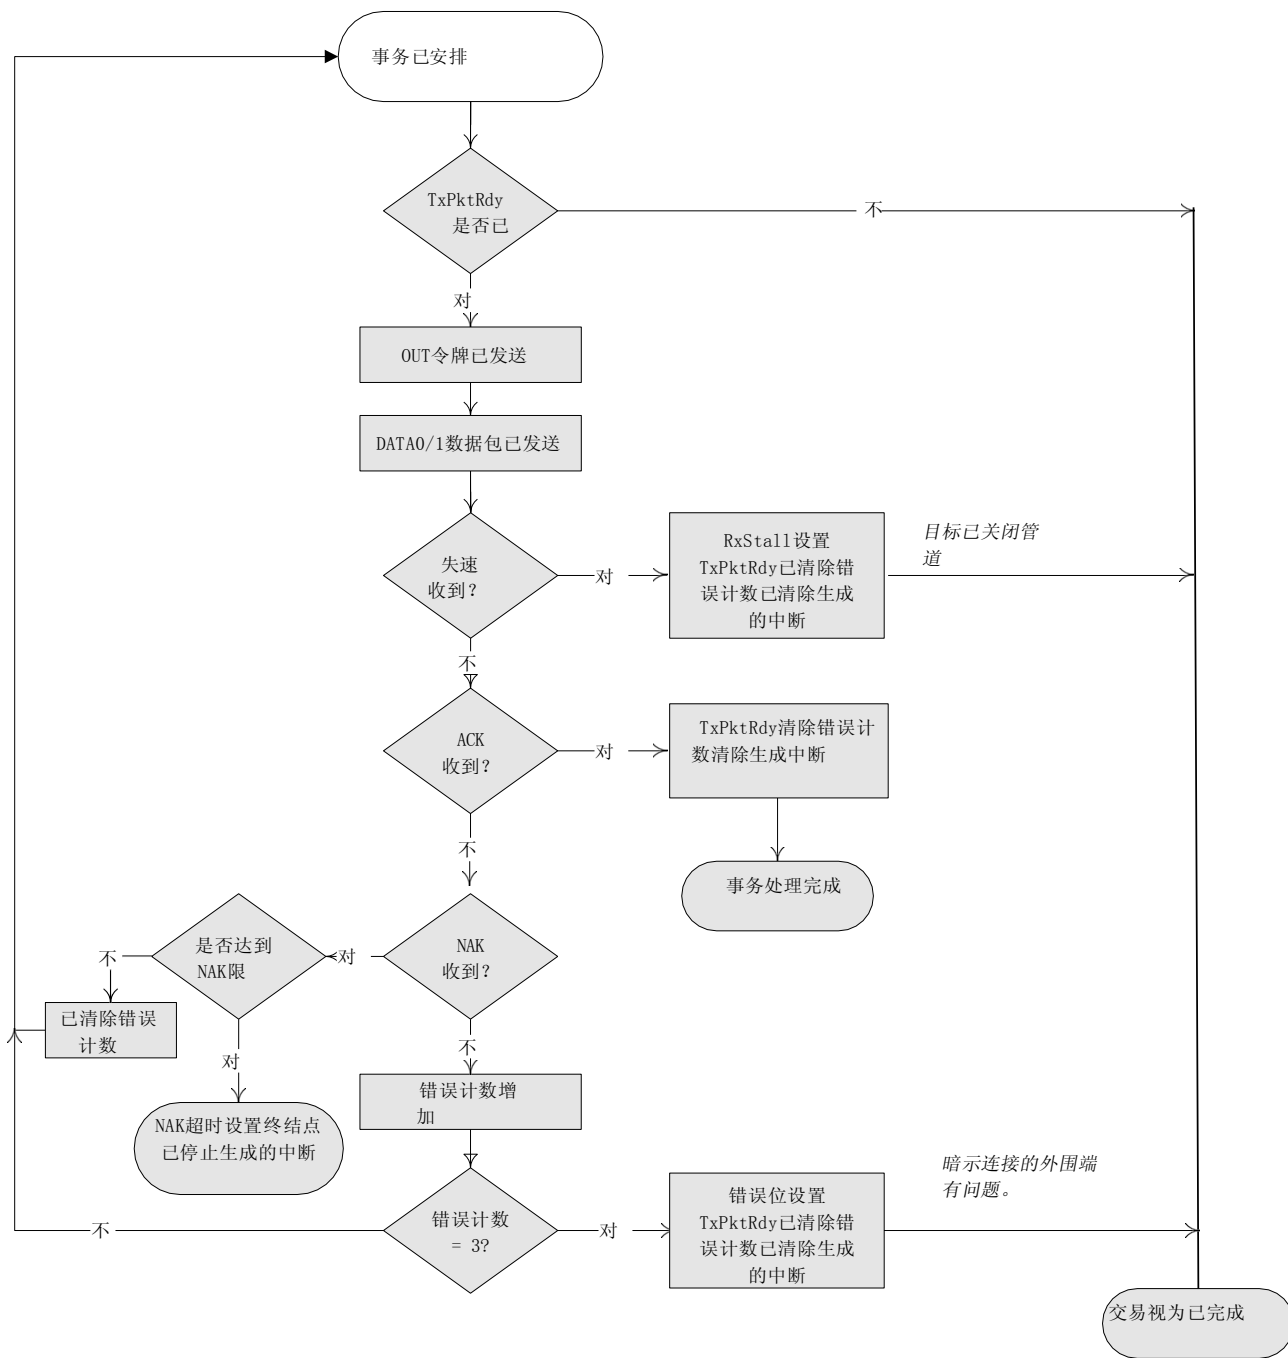 事务已安排
TxPktRdy
是否已
不
对
OUT令牌已发送
DATA0/1数据包已发送
失速
收到?
对
RxStall设置
TxPktRdy已清除错
误计数已清除生成
的中断
目标已关闭管
道
不
ACK
收到?
对
TxPktRdy清除错误计
数清除生成中断
不
事务处理完成
是否达到
NAK限
对
NAK
收到?
不
已清除错误
计数
对
不
NAK超时设置终结点
已停止生成的中断
错误计数增
加
错误计数
= 3?
不
对
错误位设置
TxPktRdy已清除错
误计数已清除生成
的中断
暗示连接的外围端
有问题。
交易视为已完成